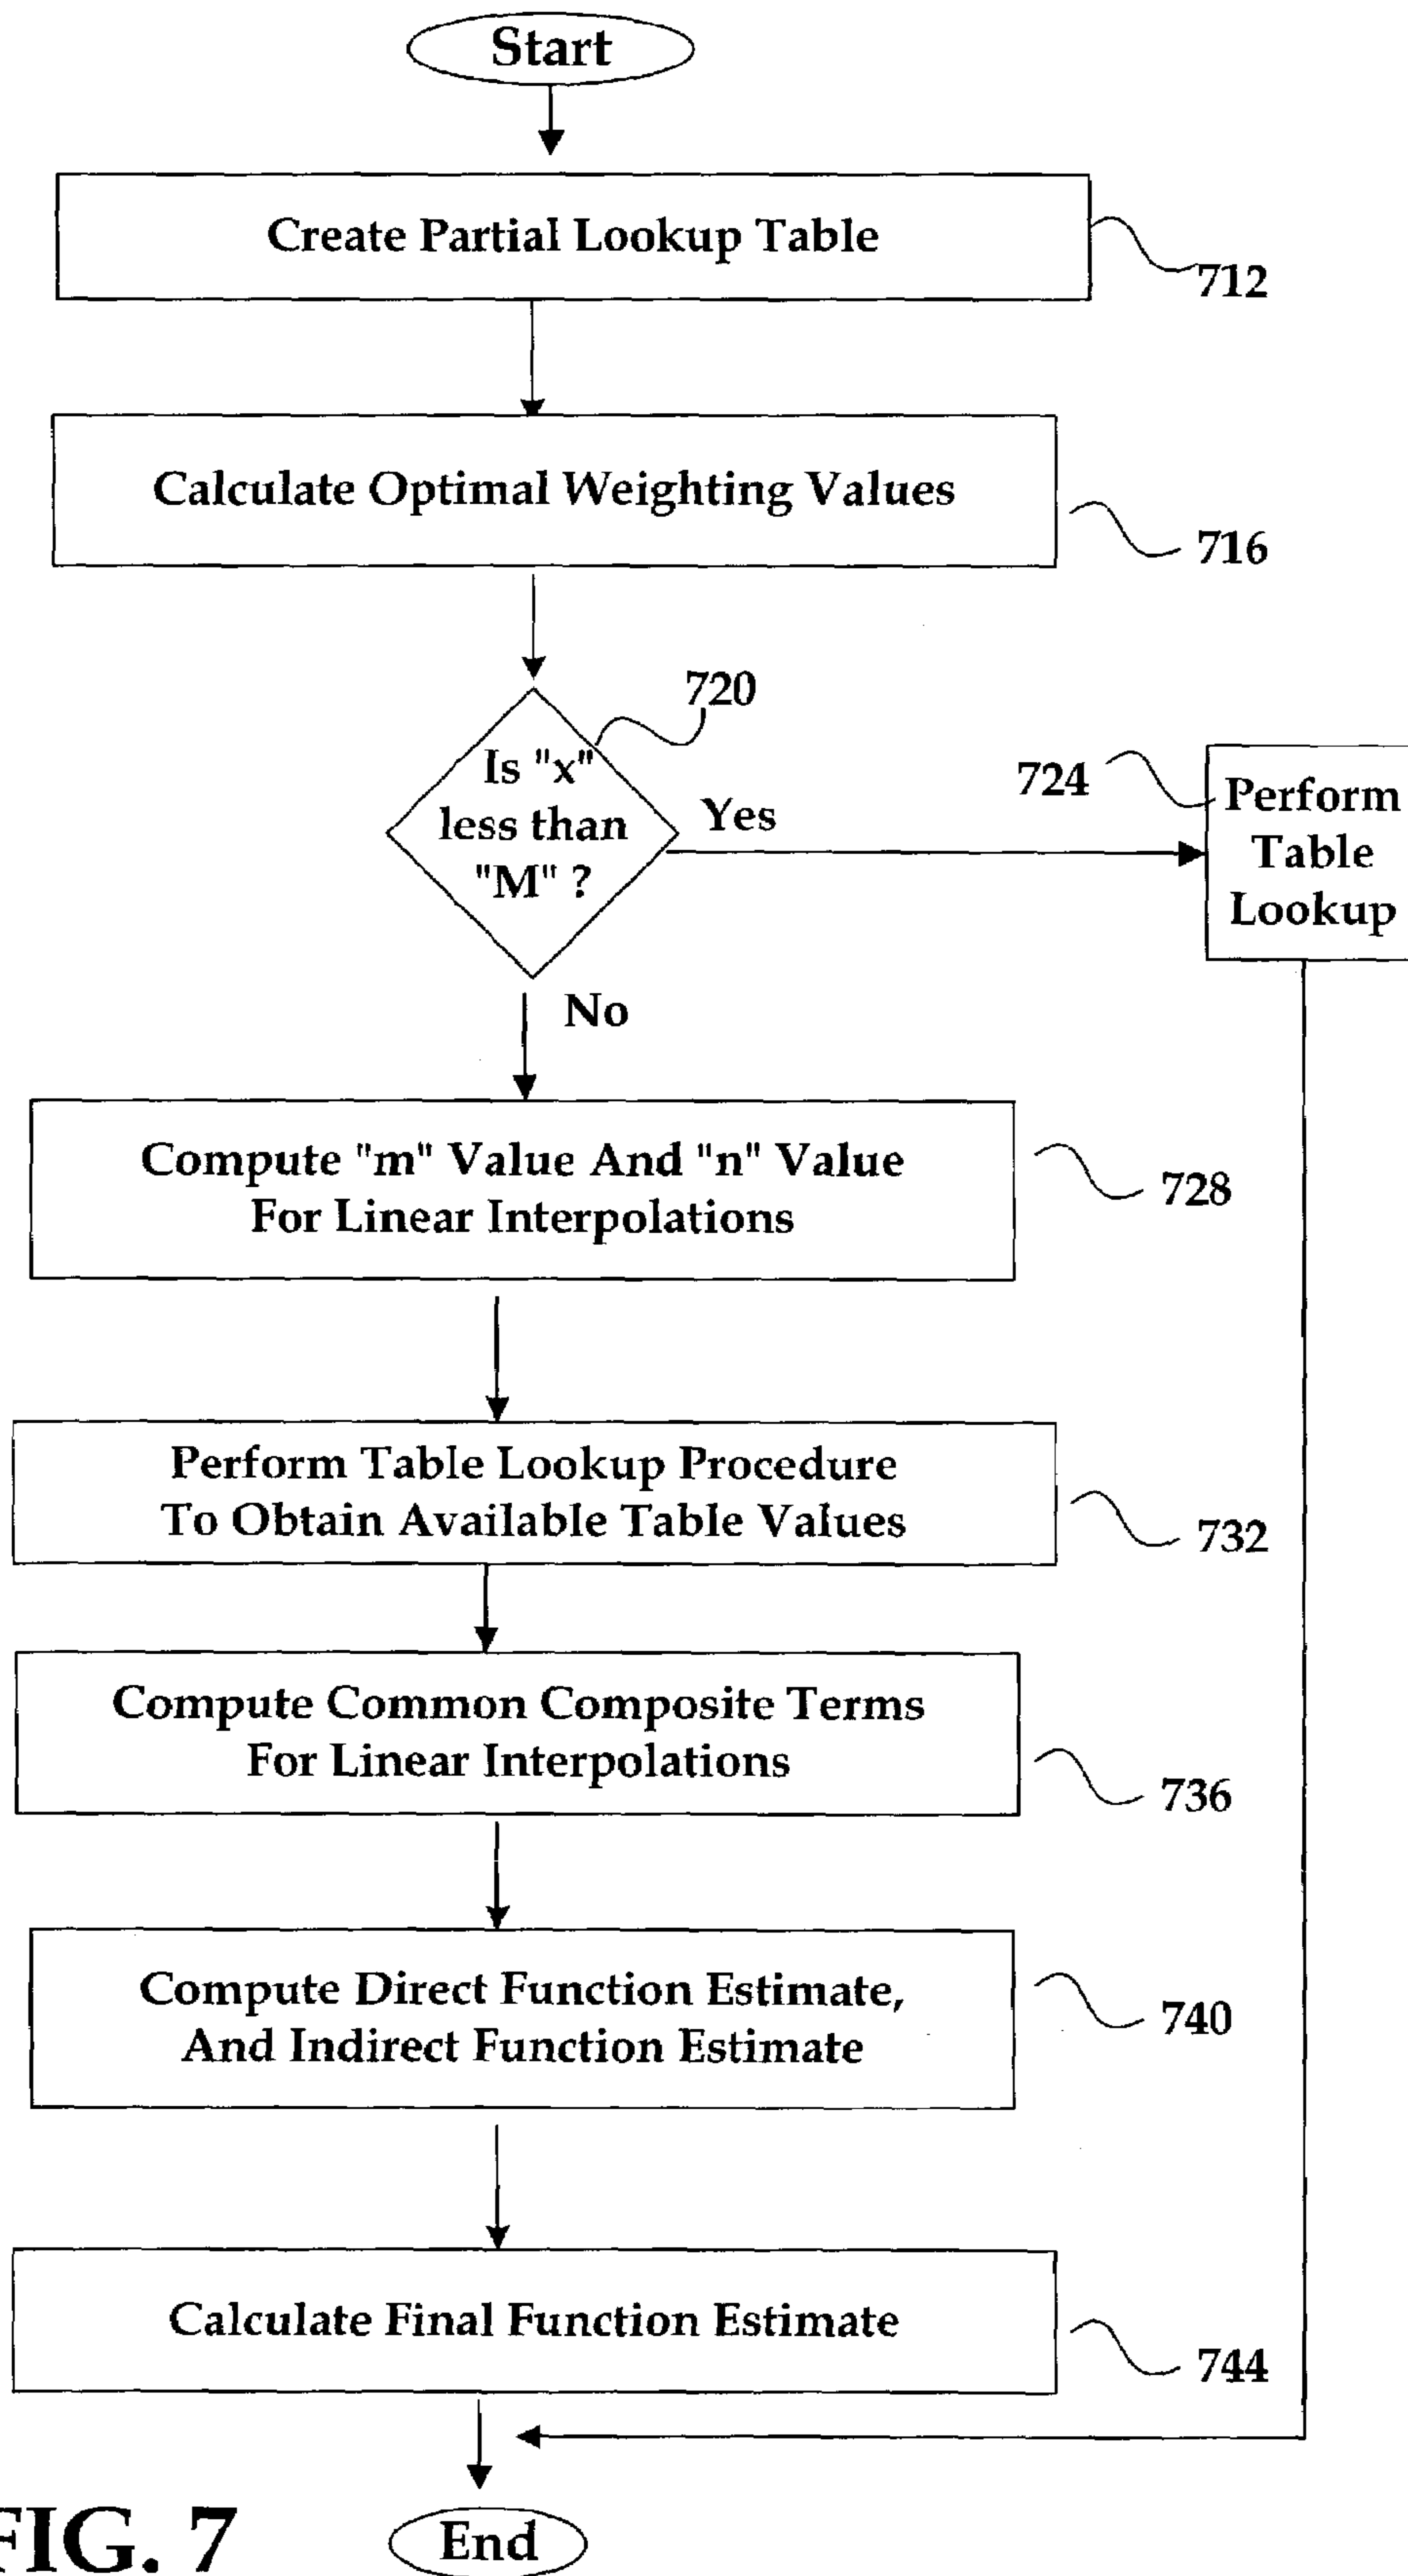 Start
Create Partial Lookup Table
712
Calculate Optimal Weighting Values
716
720
Is "x"
less than
"M" ?
Yes
724
Perform
Table
Lookup
No
Compute "m" Value And "n" Value
For Linear Interpolations
728
Perform Table Lookup Procedure
To Obtain Available Table Values
732
Compute Common Composite Terms
For Linear Interpolations
736
Compute Direct Function Estimate,
And Indirect Function Estimate
740
Calculate Final Function Estimate
744
FIG. 7
End